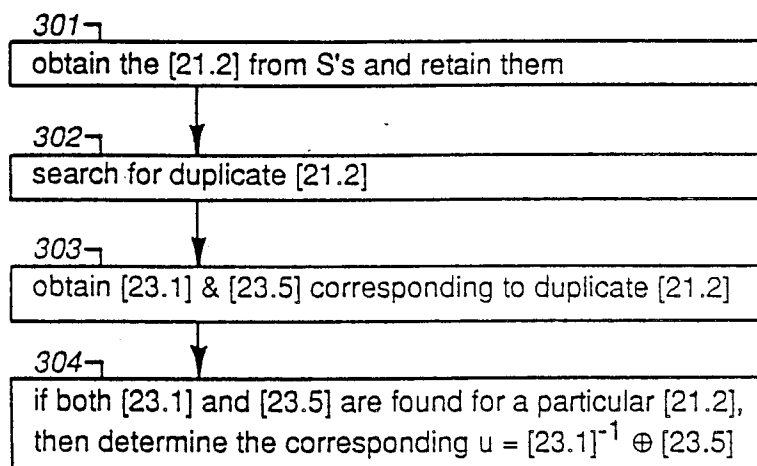 301
obtain the [21.2] from S's and retain them
302
search for duplicate [21.2]
303
obtain [23.1] & [23.5] corresponding to duplicate [21.2]
304
if both [23.1] and [23.5] are found for a particular [21.2],
then determine the corresponding u = [23.1]⁻¹ ⊕ [23.5]